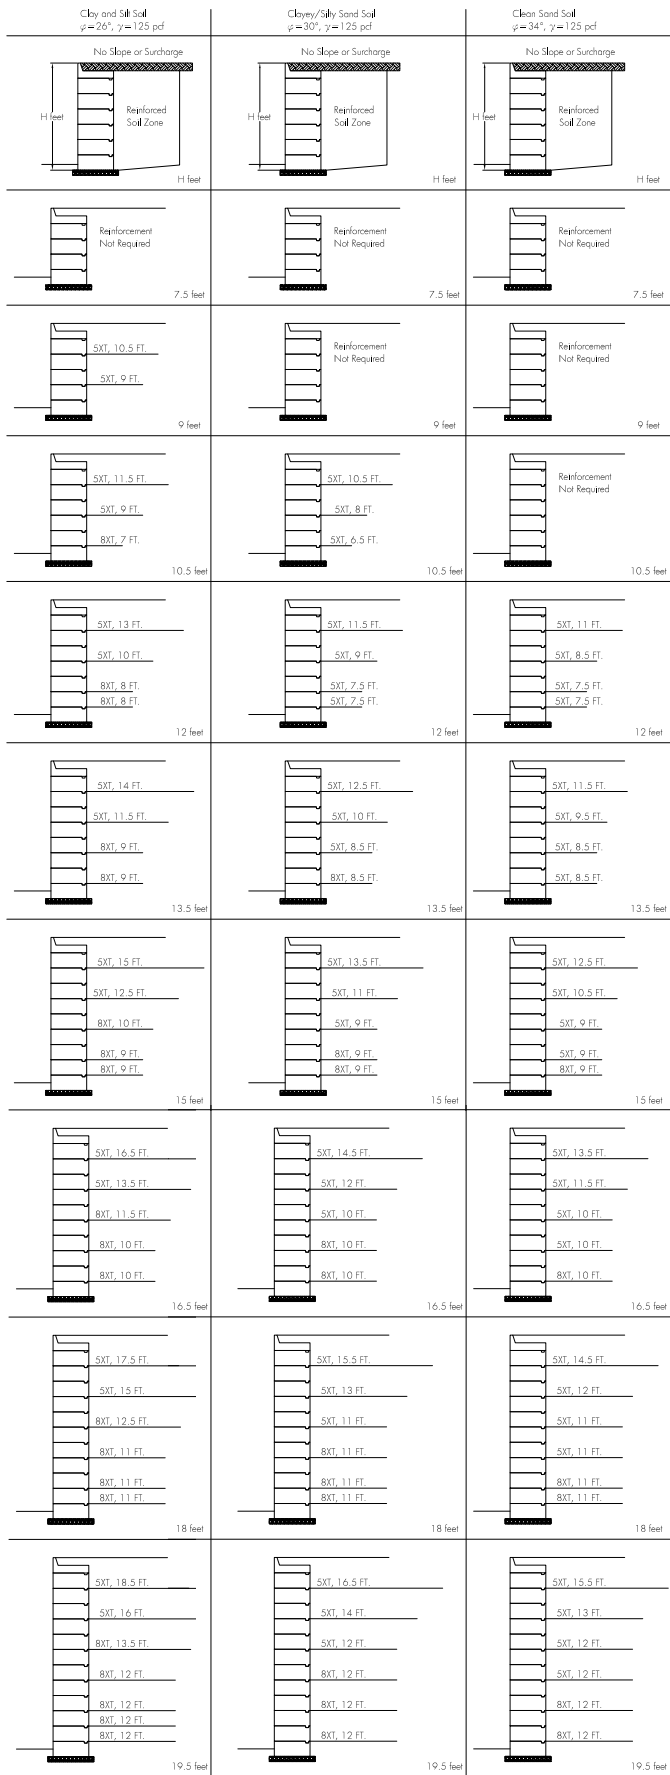 Clay and Silt Soil
φ=26°, γ=125 pcf
Clayey/Silty Sand Soil
φ=30°, γ=125 pcf
Clean Sand Soil
φ=34°, γ=125 pcf
No Slope or Surcharge
H feet
Reinforced
Soil Zone
H feet
No Slope or Surcharge
H feet
Reinforced
Soil Zone
H feet
No Slope or Surcharge
H feet
Reinforced
Soil Zone
H feet
Reinforcement
Not Required
7.5 feet
Reinforcement
Not Required
7.5 feet
Reinforcement
Not Required
7.5 feet
5XT, 10.5 FT.
5XT, 9 FT.
9 feet
Reinforcement
Not Required
9 feet
Reinforcement
Not Required
9 feet
5XT, 11.5 FT.
5XT, 9 FT.
8XT, 7 FT.
10.5 feet
5XT, 10.5 FT.
5XT, 8 FT.
5XT, 6.5 FT.
10.5 feet
Reinforcement
Not Required
10.5 feet
5XT, 13 FT.
5XT, 10 FT.
8XT, 8 FT.
8XT, 8 FT.
12 feet
5XT, 11.5 FT.
5XT, 9 FT.
5XT, 7.5 FT.
5XT, 7.5 FT.
12 feet
5XT, 11 FT.
5XT, 8.5 FT.
5XT, 7.5 FT.
5XT, 7.5 FT.
12 feet
5XT, 14 FT.
5XT, 11.5 FT.
8XT, 9 FT.
8XT, 9 FT.
13.5 feet
5XT, 12.5 FT.
5XT, 10 FT.
5XT, 8.5 FT.
8XT, 8.5 FT.
13.5 feet
5XT, 11.5 FT.
5XT, 9.5 FT.
5XT, 8.5 FT.
5XT, 8.5 FT.
13.5 feet
5XT, 15 FT.
5XT, 12.5 FT.
8XT, 10 FT.
8XT, 9 FT.
8XT, 9 FT.
15 feet
5XT, 13.5 FT.
5XT, 11 FT.
5XT, 9 FT.
8XT, 9 FT.
8XT, 9 FT.
15 feet
5XT, 12.5 FT.
5XT, 10.5 FT.
5XT, 9 FT.
5XT, 9 FT.
8XT, 9 FT.
15 feet
5XT, 16.5 FT.
5XT, 13.5 FT.
8XT, 11.5 FT.
8XT, 10 FT.
8XT, 10 FT.
16.5 feet
5XT, 14.5 FT.
5XT, 12 FT.
5XT, 10 FT.
8XT, 10 FT.
8XT, 10 FT.
16.5 feet
5XT, 13.5 FT.
5XT, 11.5 FT.
5XT, 10 FT.
5XT, 10 FT.
8XT, 10 FT.
16.5 feet
5XT, 17.5 FT.
5XT, 15 FT.
8XT, 12.5 FT.
8XT, 11 FT.
8XT, 11 FT.
8XT, 11 FT.
18 feet
5XT, 15.5 FT.
5XT, 13 FT.
5XT, 11 FT.
8XT, 11 FT.
8XT, 11 FT.
8XT, 11 FT.
18 feet
5XT, 14.5 FT.
5XT, 12 FT.
5XT, 11 FT.
5XT, 11 FT.
8XT, 11 FT.
8XT, 11 FT.
18 feet
5XT, 18.5 FT.
5XT, 16 FT.
8XT, 13.5 FT.
8XT, 12 FT.
8XT, 12 FT.
8XT, 12 FT.
8XT, 12 FT.
19.5 feet
5XT, 16.5 FT.
5XT, 14 FT.
5XT, 12 FT.
8XT, 12 FT.
8XT, 12 FT.
8XT, 12 FT.
19.5 feet
5XT, 15.5 FT.
5XT, 13 FT.
5XT, 12 FT.
5XT, 12 FT.
8XT, 12 FT.
8XT, 12 FT.
19.5 feet